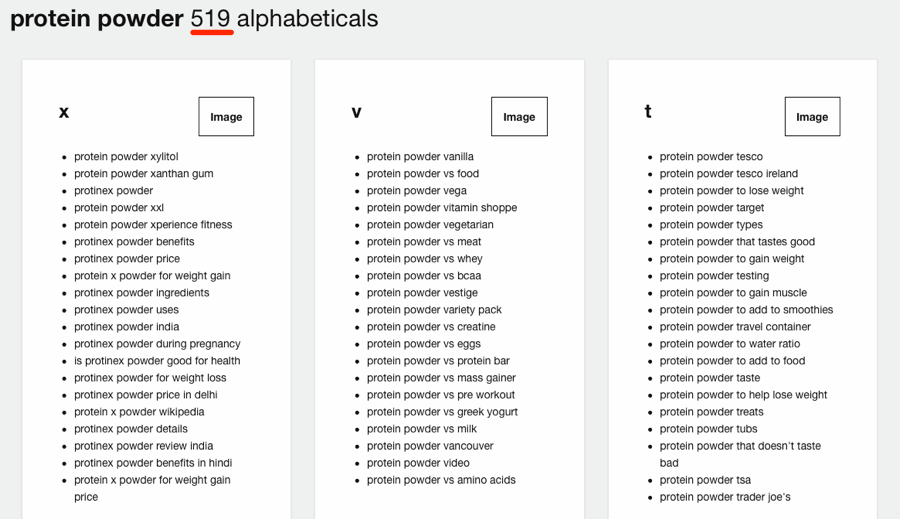 protein powder 519 alphabeticals
x
Image
protein powder xylitol
protein powder xanthan gum
protinex powder
protein powder xxl
protein powder xperience fitness
protinex powder benefits
protinex powder price
protein x powder for weight gain
protinex powder ingredients
protinex powder uses
protinex powder india
protinex powder during pregnancy
is protinex powder good for health
protinex powder for weight loss
protinex powder price in delhi
protein x powder wikipedia
protinex powder details
protinex powder review india
protinex powder benefits in hindi
protein x powder for weight gain
price
v
Image
protein powder vanilla
protein powder vs food
protein powder vega
protein powder vitamin shoppe
protein powder vegetarian
protein powder vs meat
protein powder vs whey
protein powder vs bcaa
protein powder vestige
protein powder variety pack
protein powder vs creatine
protein powder vs eggs
protein powder vs protein bar
protein powder vs mass gainer
protein powder vs pre workout
protein powder vs greek yogurt
protein powder vs milk
protein powder vancouver
protein powder video
protein powder vs amino acids
t
Image
protein powder tesco
protein powder tesco ireland
protein powder to lose weight
protein powder target
protein powder types
protein powder that tastes good
protein powder to gain weight
protein powder testing
protein powder to gain muscle
protein powder to add to smoothies
protein powder travel container
protein powder to water ratio
protein powder to add to food
protein powder taste
protein powder to help lose weight
protein powder treats
protein powder tubs
protein powder that doesn't taste
bad
protein powder tsa
protein powder trader joe's